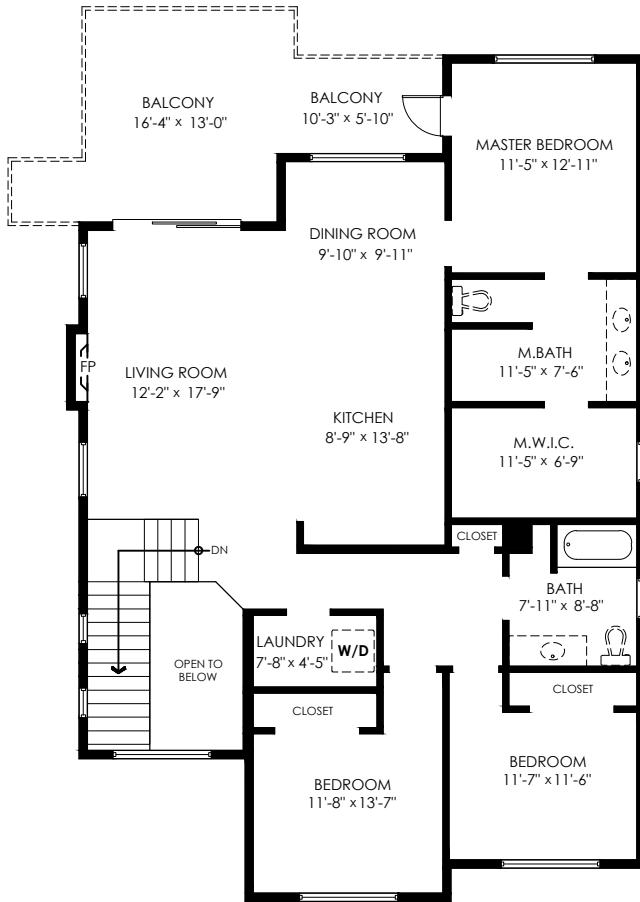 BALCONY
16'-4" x 13'-0"
BALCONY
10'-3" x 5'-10"
MASTER BEDROOM
11'-5" x 12'-11"
DINING ROOM
9'-10" x 9'-11"
FP
LIVING ROOM
12'-2" x 17'-9"
M.BATH
11'-5" x 7'-6"
KITCHEN
8'-9" x 13'-8"
M.W.I.C.
11'-5" x 6'-9"
DN
CLOSET
BATH
7'-11" x 8'-8"
LAUNDRY
7'-8" x 4'-5"
W/D
OPEN TO
BELOW
CLOSET
CLOSET
BEDROOM
11'-8" x 13'-7"
BEDROOM
11'-7" x 11'-6"